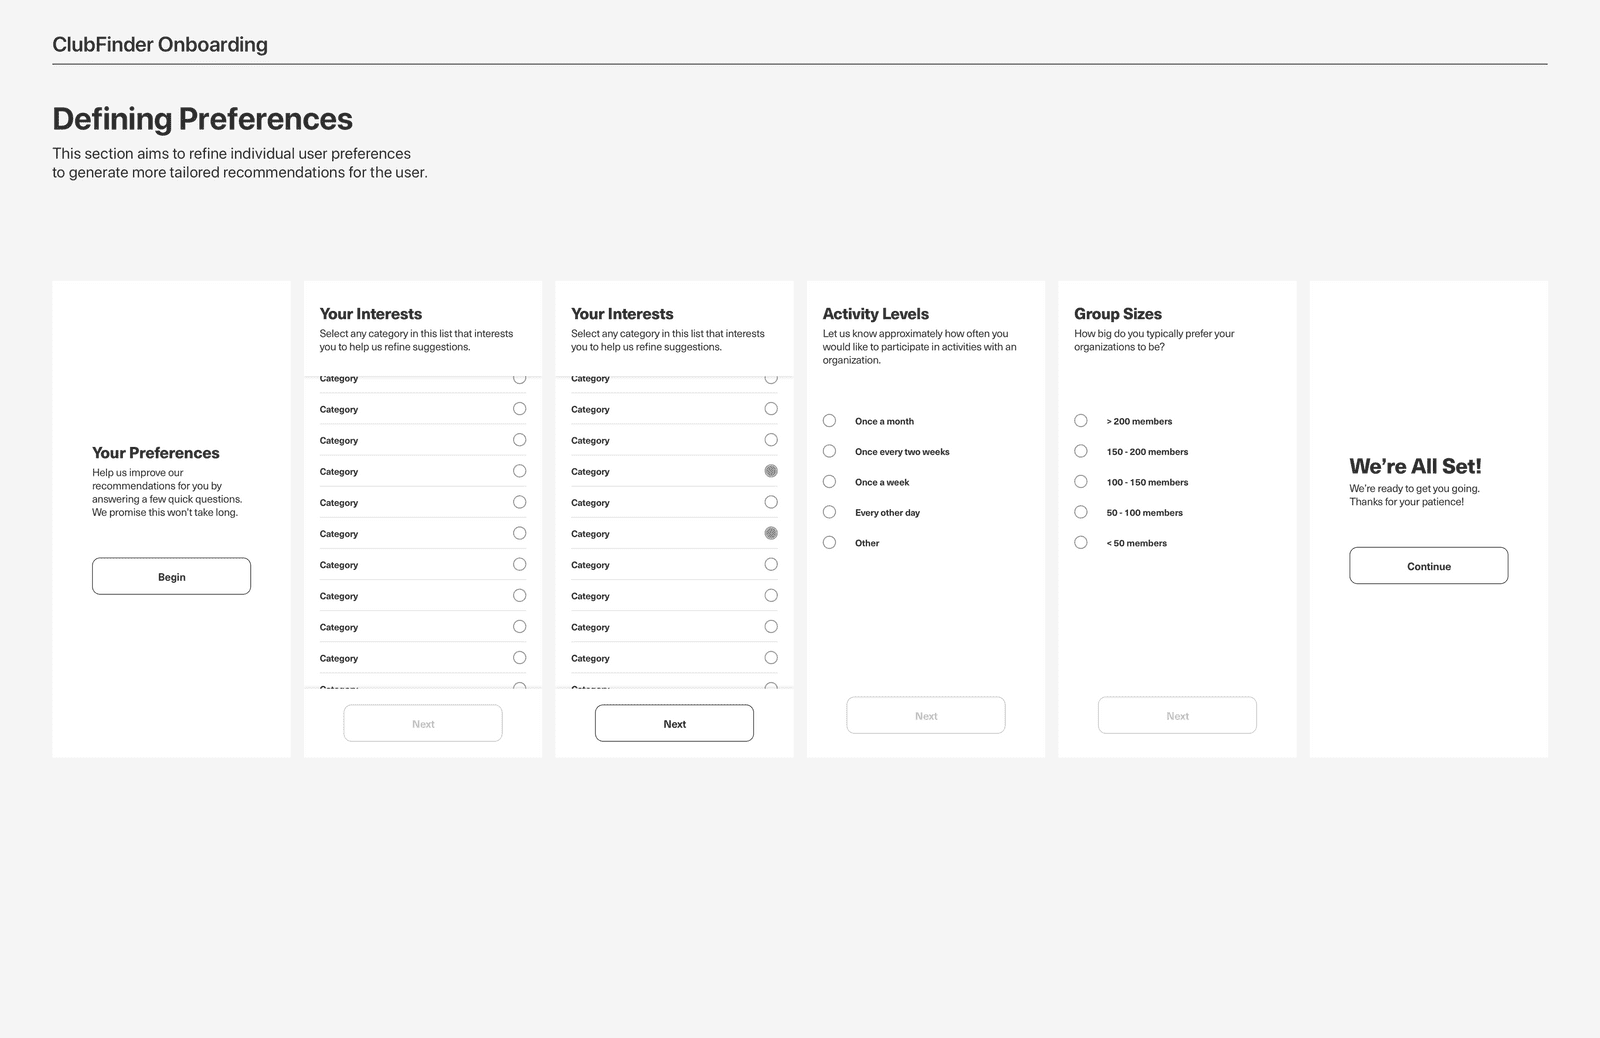 ClubFinder Onboarding
Defining Preferences
This section aims to refine individual user preferences
to generate more tailored recommendations for the user.
Your Preferences
Help us improve our
recommendations for you by
answering a few quick questions.
We promise this won't take long.
Begin
Your Interests
Select any category in this list that interests
you to help us refine suggestions.
Category
Category
Category
Category
Category
Category
Category
Category
Category
Category
Category
Next
Your Interests
Select any category in this list that interests
you to help us refine suggestions.
Category
Category
Category
Category
Category
Category
Category
Category
Category
Category
Category
Next
Activity Levels
Let us know approximately how often you
would like to participate in activities with an
organization.
Once a month
Once every two weeks
Once a week
Every other day
Other
Next
Group Sizes
How big do you typically prefer your
organizations to be?
> 200 members
150 - 200 members
100 - 150 members
50 - 100 members
< 50 members
Next
We're All Set!
We're ready to get you going.
Thanks for your patience!
Continue